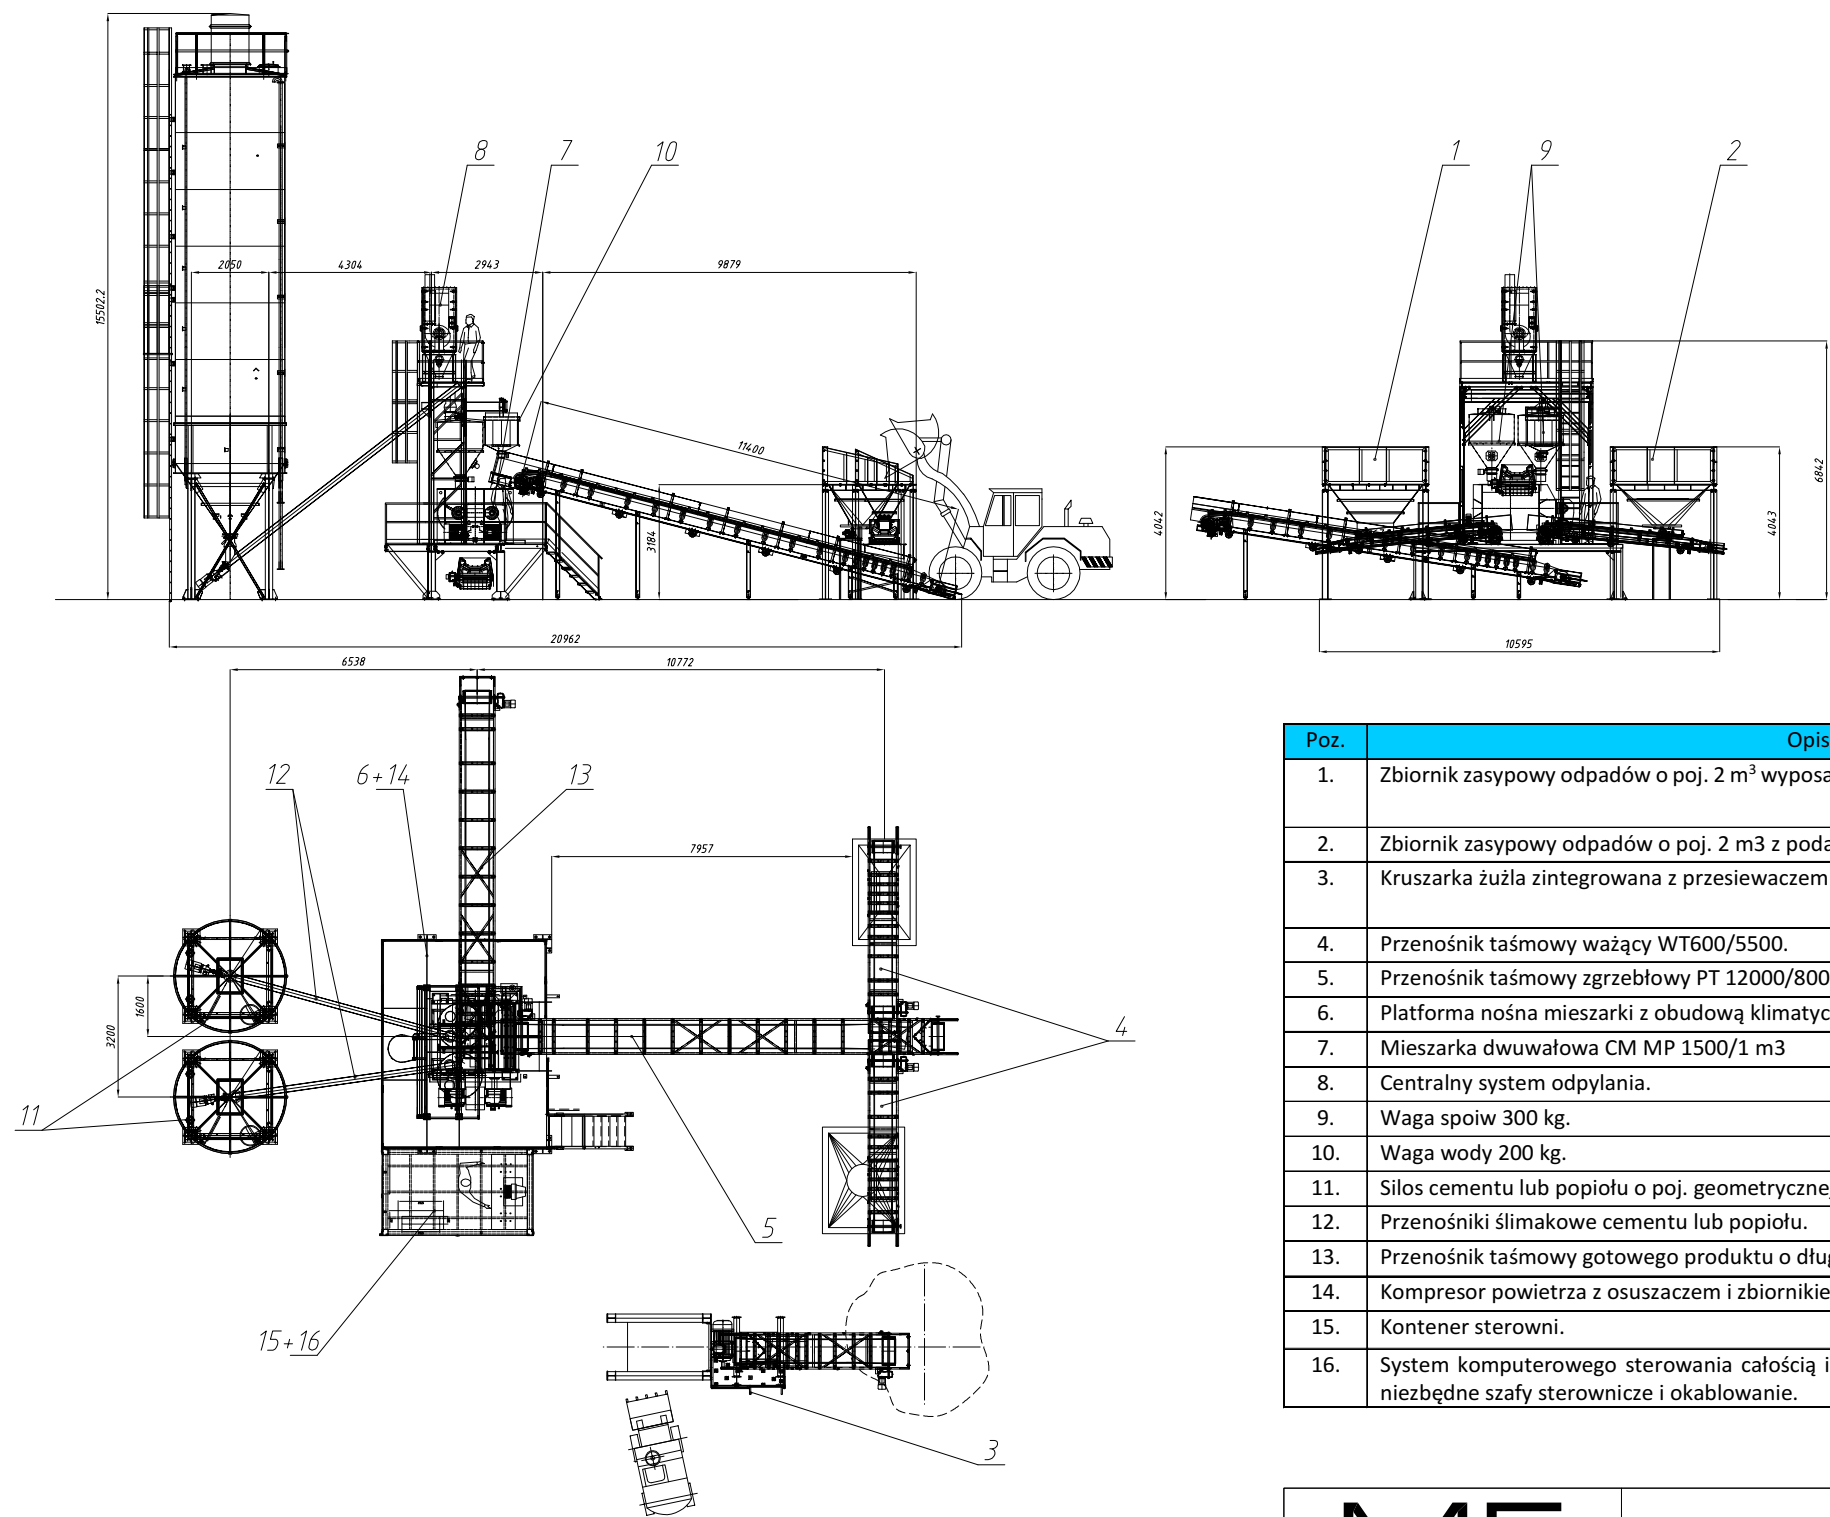 8
7
10
1
9
2
15502.2
2050
4304
2943
9879
11400
3184
20962
4042
6842
4043
10595
6538
10772
12
6+14
13
7957
1600
3200
4
11
5
15+16
3
Poz. Opis
1. Zbiornik zasypowy odpadów o poj. 2 m³
2. Zbiornik zasypowy odpadów o poj. 2 m3 z
3. Kruszarka żużla zintegrowana z przesiewaczem
4. Przenośnik taśmowy ważący WT600/5500.
5. Przenośnik taśmowy zgrzebłowy PT 12000/800
6. Platforma nośna mieszarki z obudową
7. Mieszarka dwuwałowa CM MP 1500/1 m3
8. Centralny system odpylania.
9. Waga spoiw 300 kg.
10. Waga wody 200 kg.
11. Silos cementu lub popiołu o poj.
12. Przenośniki ślimakowe cementu lub popiołu.
13. Przenośnik taśmowy gotowego produktu o
14. Kompresor powietrza z osuszaczem i
15. Kontener sterowni.
16. System komputerowego sterowania całością
niezbędne szafy sterownicze i okablowanie.